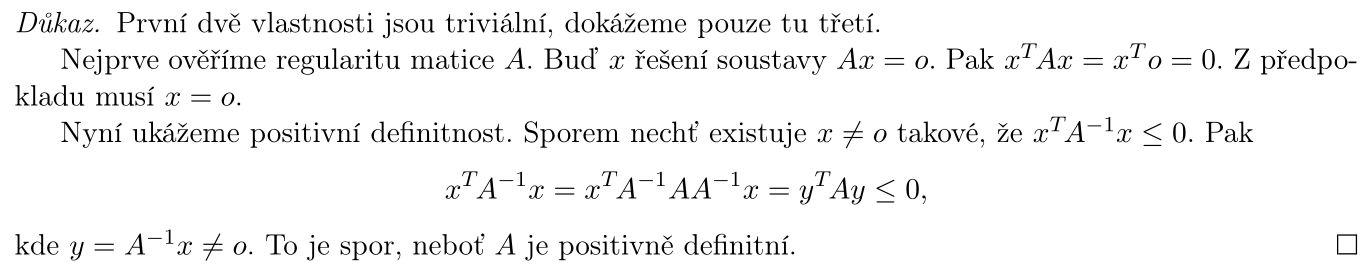 Důkaz. První dvě vlastnosti jsou triviální, dokážeme pouze tu třetí.
Nejprve ověříme regularitu matice A. Buď x řešení soustavy Ax = o. Pak x^T Ax = x^T o = 0. Z předpo-
kladu musí x = o.
Nyní ukážeme positivní definitnost. Sporem nechť existuje x ≠ o takové, že x^T A^{-1} x ≤ 0. Pak
x^T A^{-1} x = x^T A^{-1} A A^{-1} x = y^T A y ≤ 0,
kde y = A^{-1} x ≠ o. To je spor, neboť A je positivně definitní. □